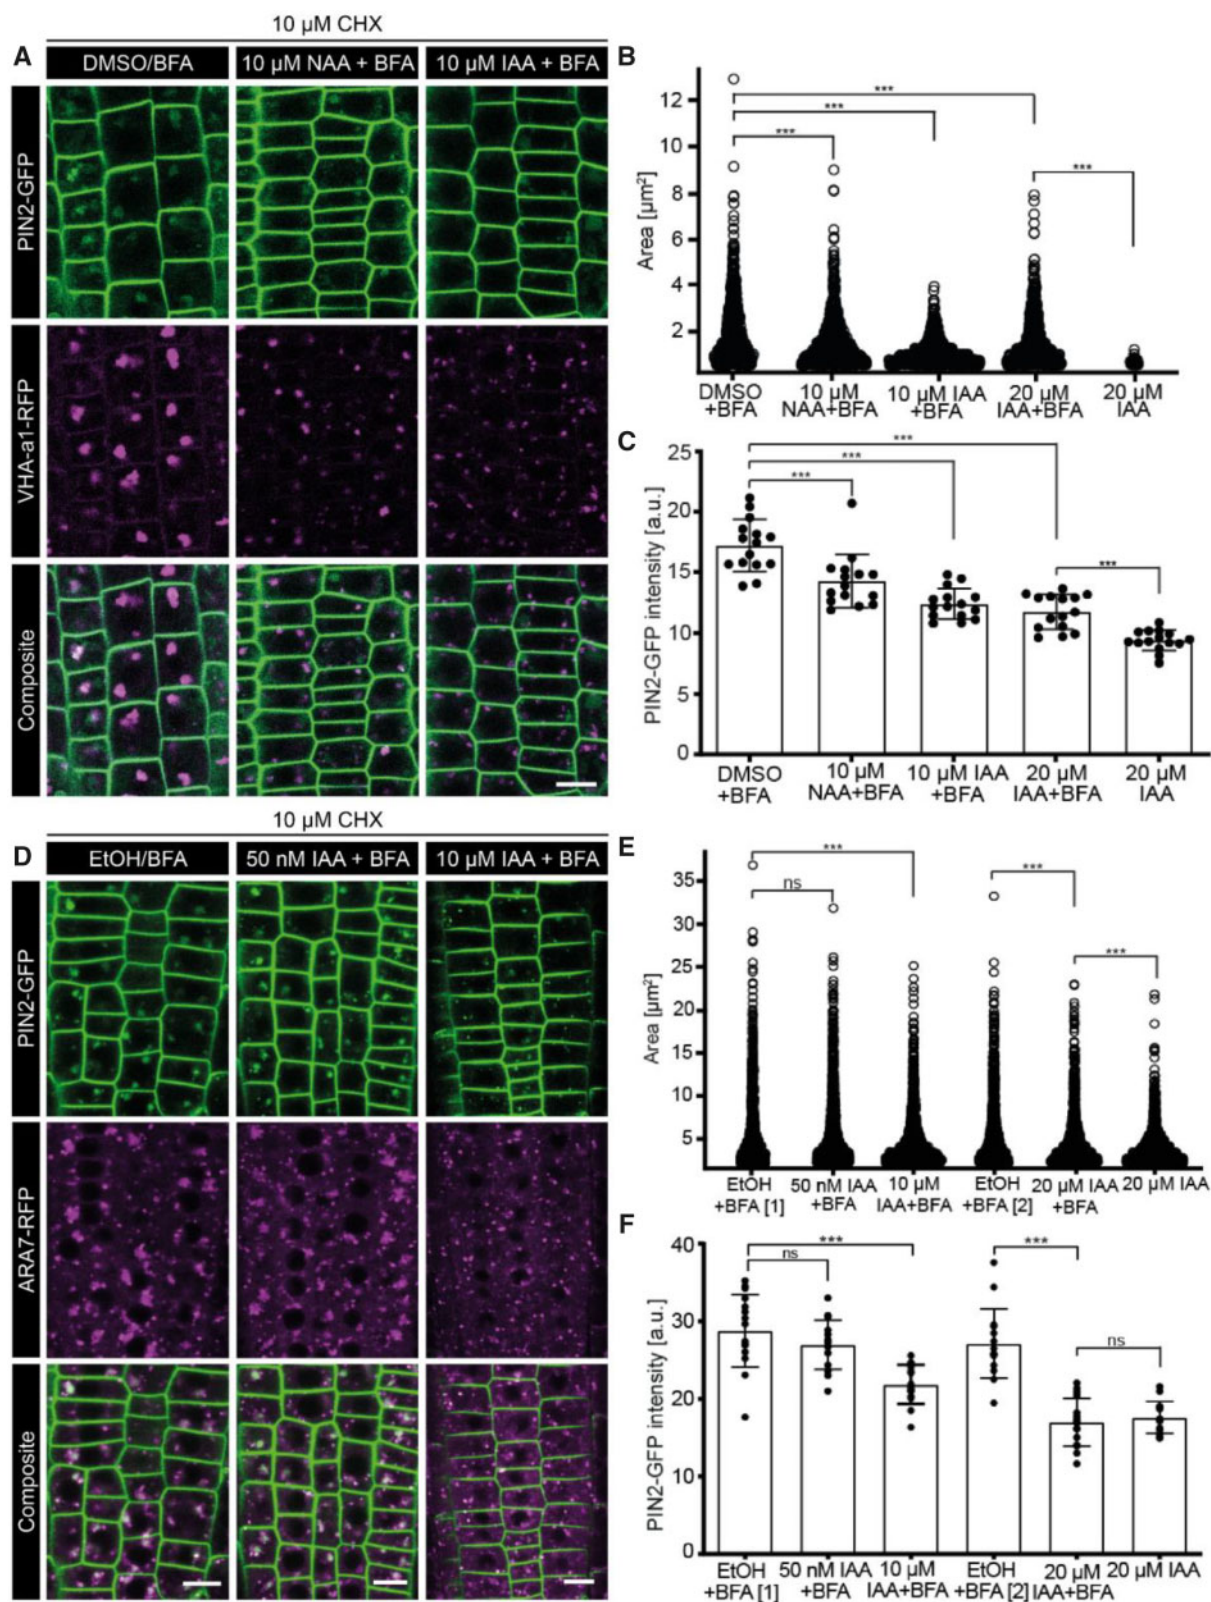 10 µM CHX
A
DMSO/BFA
10 µM NAA + BFA
10 µM IAA + BFA
PIN2-GFP
VHA-a1-RFP
Composite
B
Area [µm²]
12
10
8
6
4
2
***
***
***
***
DMSO +BFA
10 µM NAA+BFA
10 µM IAA +BFA
20 µM IAA+BFA
20 µM IAA
C
PIN2-GFP intensity [a.u.]
25
20
15
10
5
0
***
***
***
***
DMSO +BFA
10 µM NAA+BFA
10 µM IAA +BFA
20 µM IAA+BFA
20 µM IAA
10 µM CHX
D
EtOH/BFA
50 nM IAA + BFA
10 µM IAA + BFA
PIN2-GFP
ARA7-RFP
Composite
E
Area [µm²]
35
30
25
20
15
10
5
***
ns
***
***
EtOH +BFA [1]
50 nM IAA +BFA
10 µM IAA+BFA
EtOH +BFA [2]
20 µM IAA +BFA
20 µM IAA
F
PIN2-GFP intensity [a.u.]
40
30
20
10
0
***
ns
***
ns
EtOH +BFA [1]
50 nM IAA +BFA
10 µM IAA+BFA
EtOH +BFA [2]
20 µM IAA+BFA
20 µM IAA